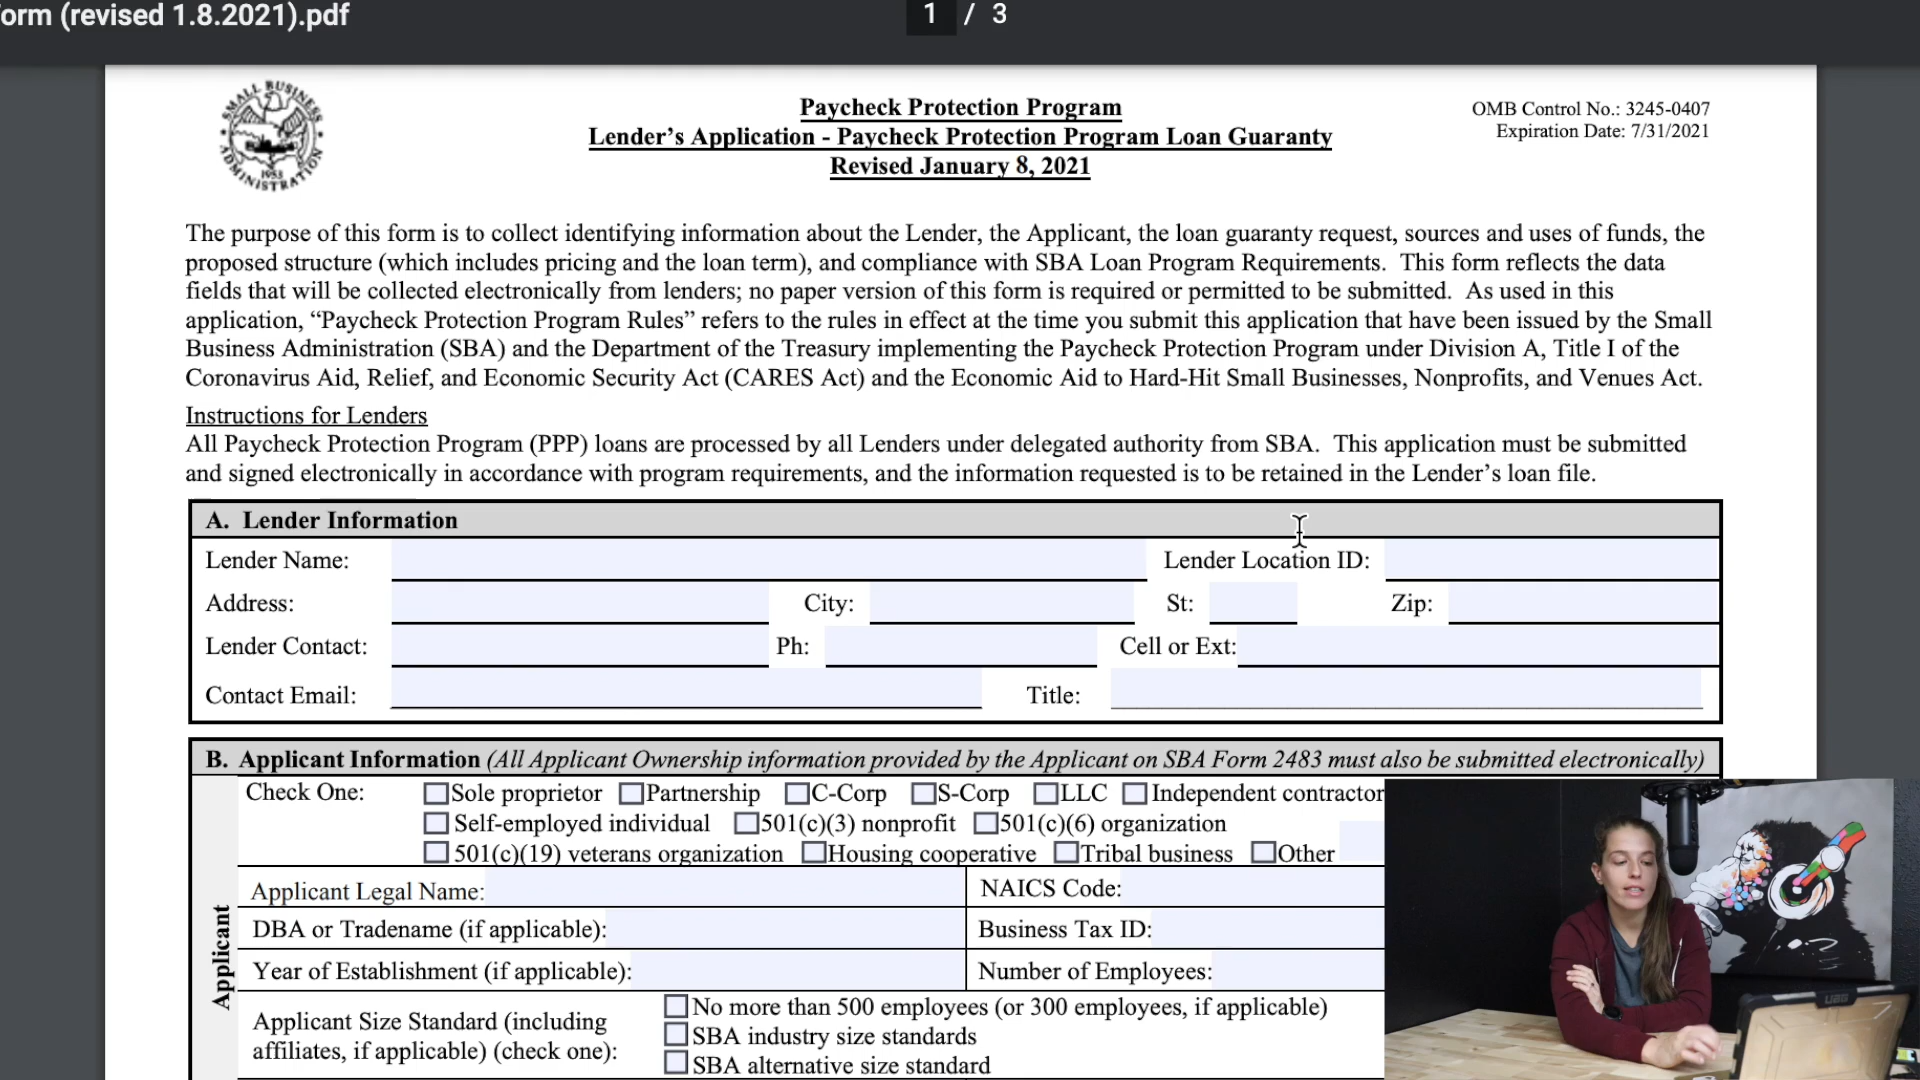 orm (revised 1.8.2021).pdf
1 / 3
SMALL BUSINESS
ADMINISTRATION
1953
Paycheck Protection Program
Lender’s Application - Paycheck Protection Program Loan Guaranty
Revised January 8, 2021
OMB Control No.: 3245-0407
Expiration Date: 7/31/2021
The purpose of this form is to collect identifying information about the Lender, the Applicant, the loan guaranty request, sources and uses of funds, the
proposed structure (which includes pricing and the loan term), and compliance with SBA Loan Program Requirements. This form reflects the data
fields that will be collected electronically from lenders; no paper version of this form is required or permitted to be submitted. As used in this
application, “Paycheck Protection Program Rules” refers to the rules in effect at the time you submit this application that have been issued by the Small
Business Administration (SBA) and the Department of the Treasury implementing the Paycheck Protection Program under Division A, Title I of the
Coronavirus Aid, Relief, and Economic Security Act (CARES Act) and the Economic Aid to Hard-Hit Small Businesses, Nonprofits, and Venues Act.
Instructions for Lenders
All Paycheck Protection Program (PPP) loans are processed by all Lenders under delegated authority from SBA. This application must be submitted
and signed electronically in accordance with program requirements, and the information requested is to be retained in the Lender’s loan file.
A. Lender Information
Lender Name: Lender Location ID:
Address: City: St: Zip:
Lender Contact: Ph: Cell or Ext:
Contact Email: Title:
B. Applicant Information (All Applicant Ownership information provided by the Applicant on SBA Form 2483 must also be submitted electronically)
Applicant
Check One: Sole proprietor Partnership C-Corp S-Corp LLC Independent contractor
Self-employed individual 501(c)(3) nonprofit 501(c)(6) organization
501(c)(19) veterans organization Housing cooperative Tribal business Other
Applicant Legal Name: NAICS Code:
DBA or Tradename (if applicable): Business Tax ID:
Year of Establishment (if applicable): Number of Employees:
Applicant Size Standard (including
affiliates, if applicable) (check one):
No more than 500 employees (or 300 employees, if applicable)
SBA industry size standards
SBA alternative size standard
UAG